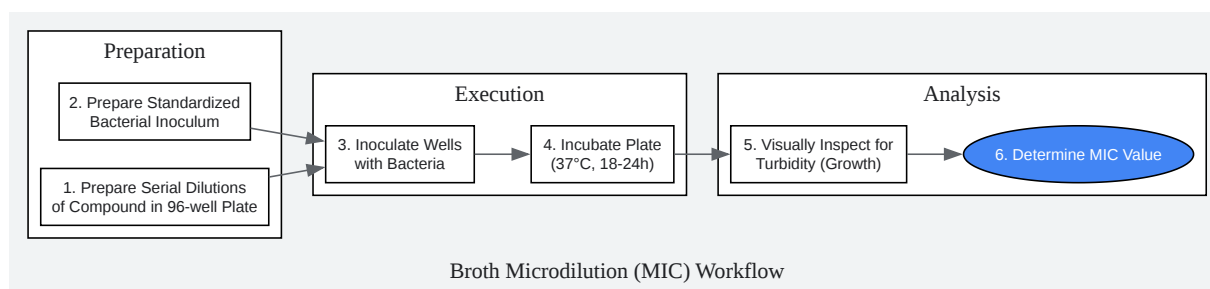 Preparation
2. Prepare Standardized
Bacterial Inoculum
1. Prepare Serial Dilutions
of Compound in 96-well Plate
Execution
3. Inoculate Wells
with Bacteria
4. Incubate Plate
(37°C, 18-24h)
Analysis
5. Visually Inspect for
Turbidity (Growth)
6. Determine MIC Value
Broth Microdilution (MIC) Workflow